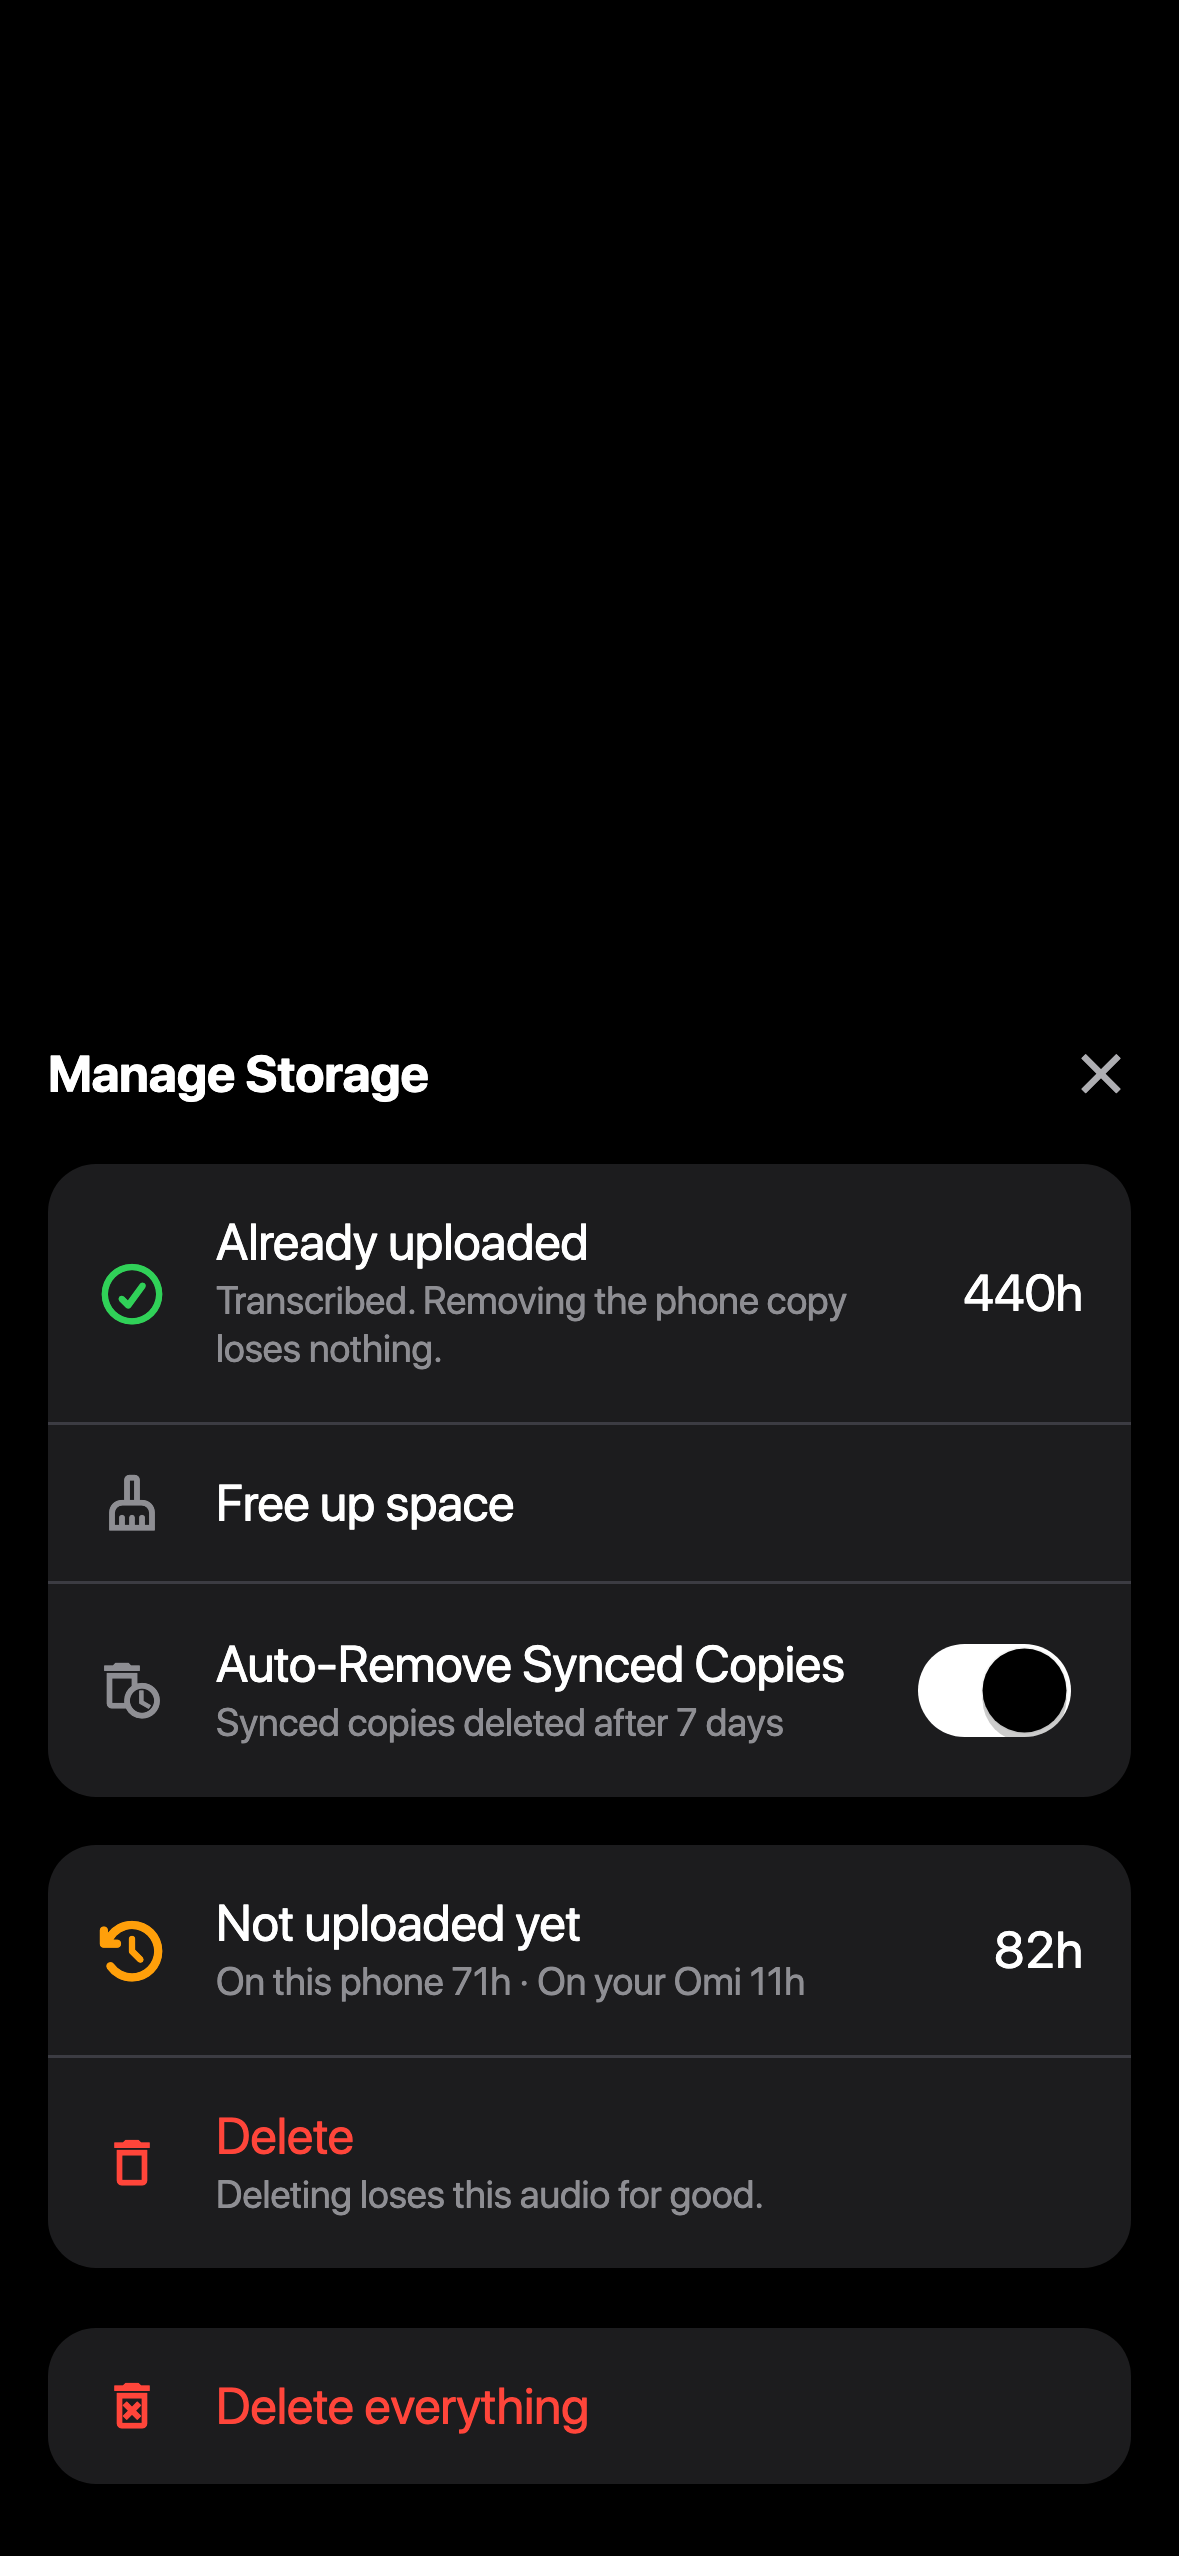 Manage Storage
Already uploaded
Transcribed. Removing the phone copy
loses nothing.
440h
Free up space
Auto-Remove Synced Copies
Synced copies deleted after 7 days
Not uploaded yet
On this phone 71h · On your Omi 11h
82h
Delete
Deleting loses this audio for good.
Delete everything